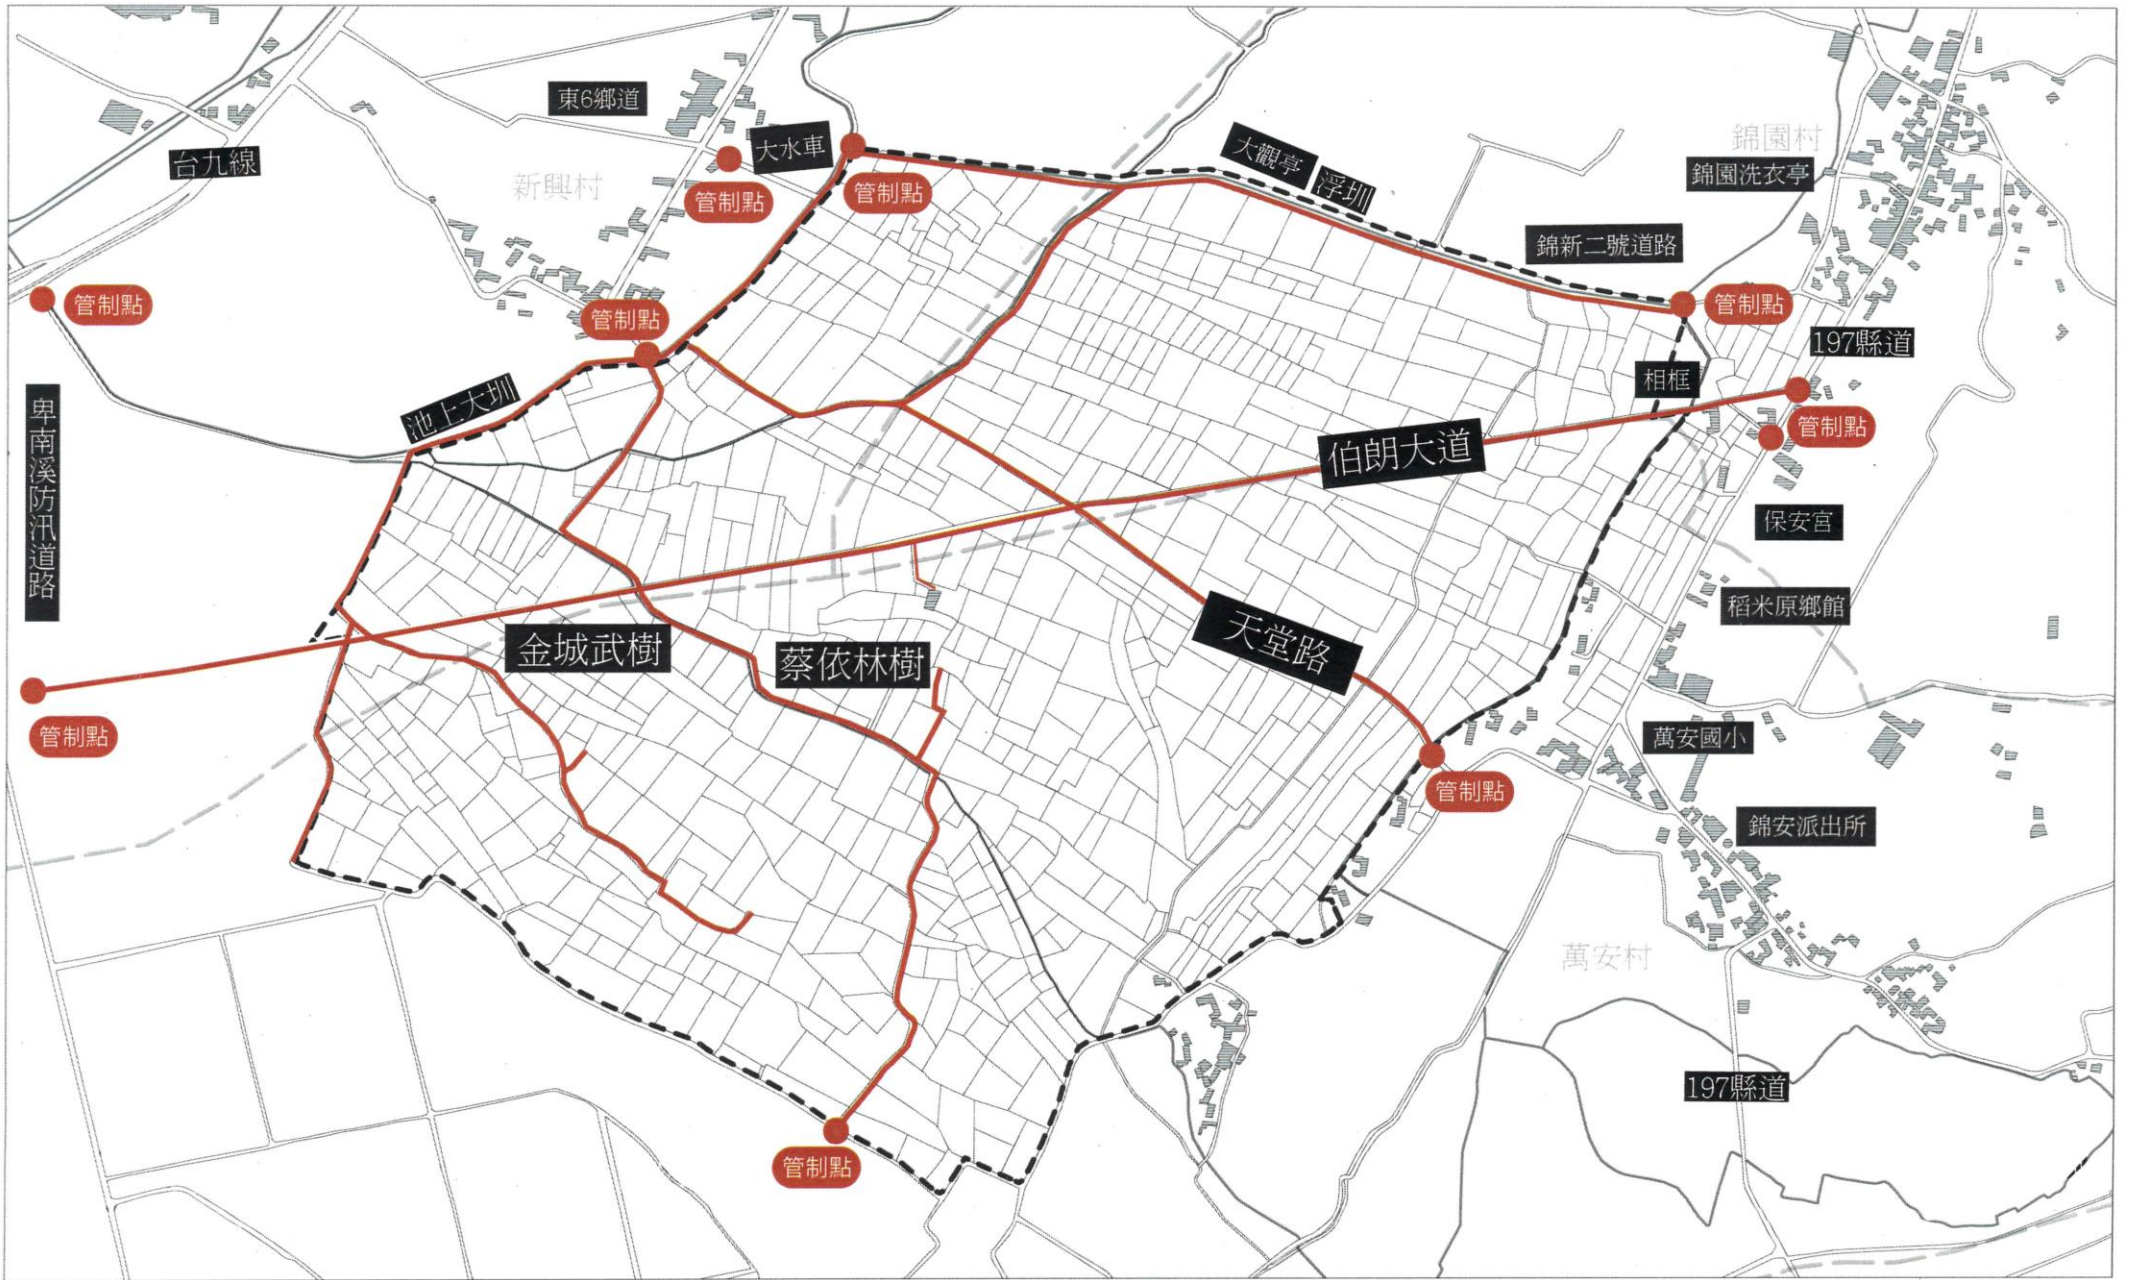 東6鄉道
台九線
大水車
新興村
管制點
管制點
大觀亭
浮圳
錦園村
錦園洗衣亭
錦新二號道路
管制點
管制點
管制點
197縣道
相框
池上大圳
卑南溪防汛道路
伯朗大道
管制點
保安宮
稻米原鄉館
金城武樹
蔡依林樹
天堂路
管制點
萬安國小
管制點
錦安派出所
萬安村
197縣道
管制點